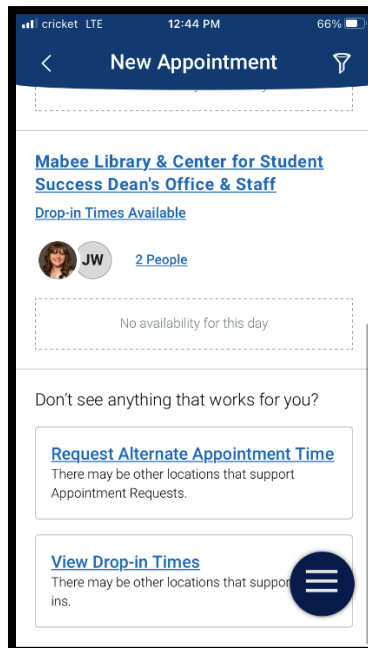 cricket LTE 12:44 PM 66%
New Appointment
Mabee Library & Center for Student
Success Dean's Office & Staff
Drop-in Times Available
JW 2 People
No availability for this day
Don't see anything that works for you?
Request Alternate Appointment Time
There may be other locations that support
Appointment Requests.
View Drop-in Times
There may be other locations that
ins.